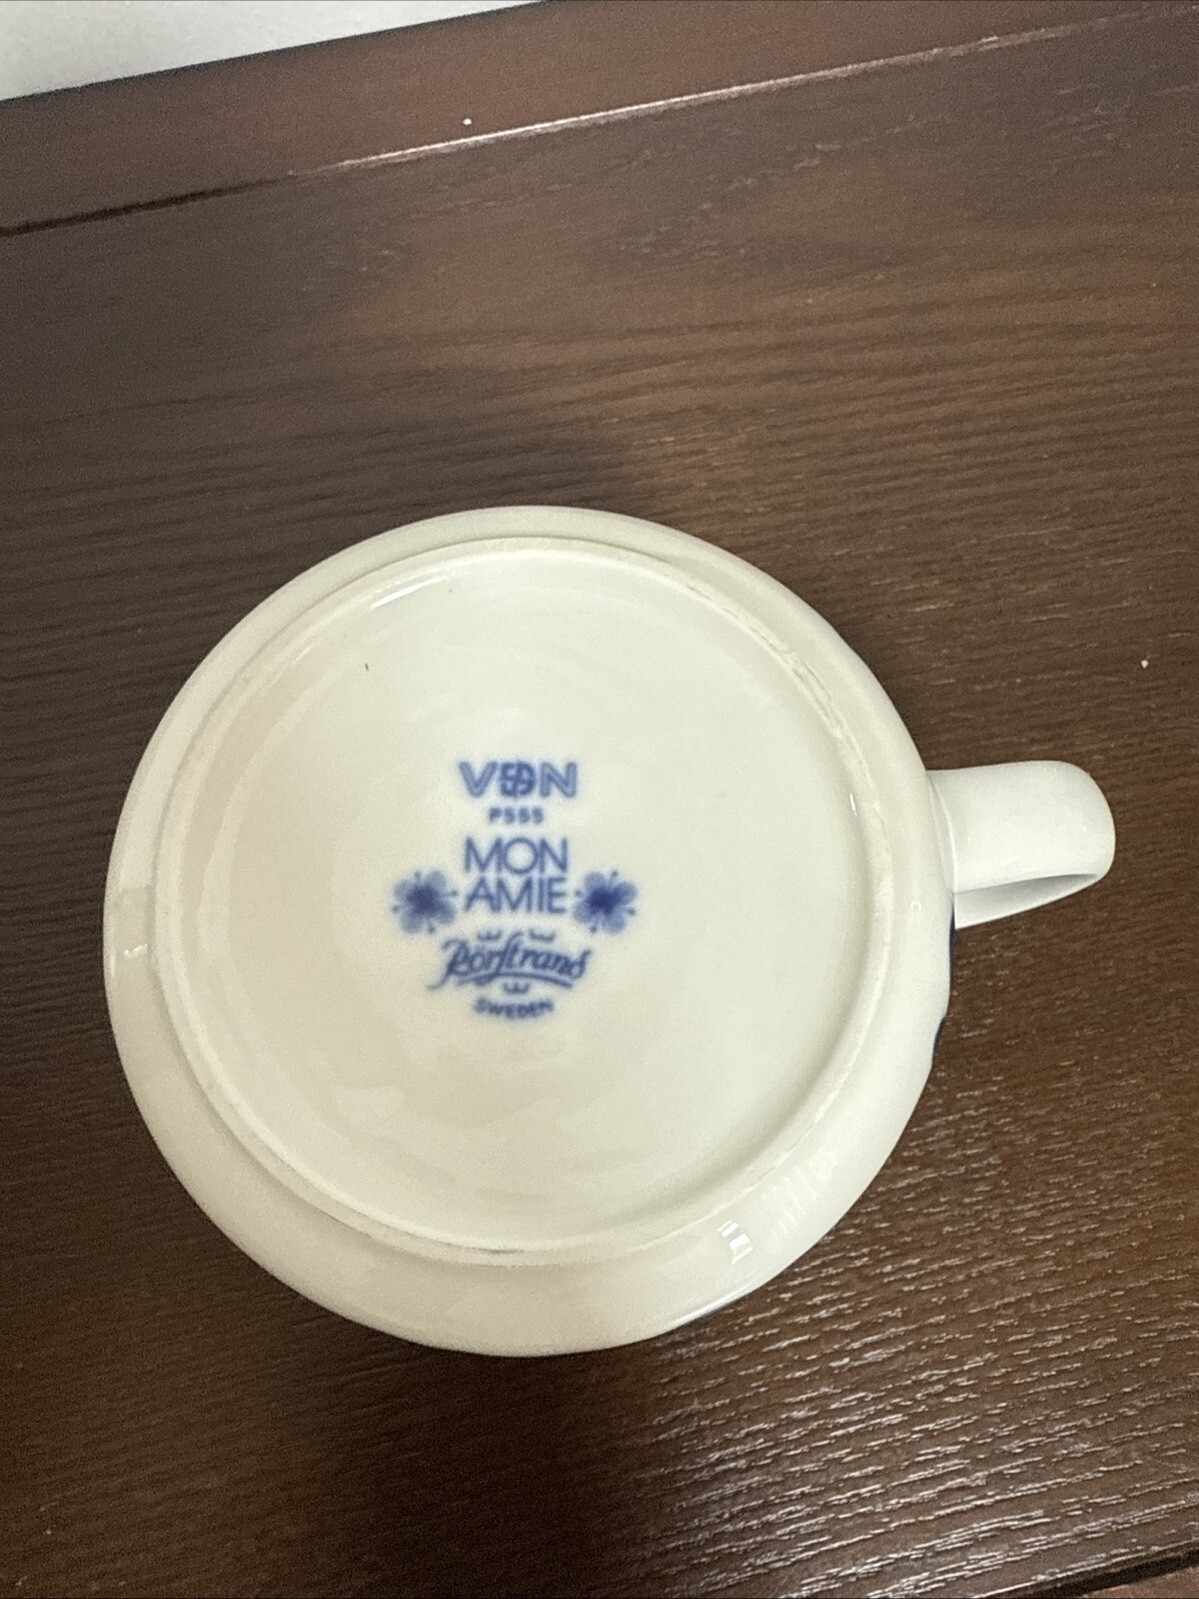 VDN
P555
MON
AMIE
Rörstrand
SWEDEN